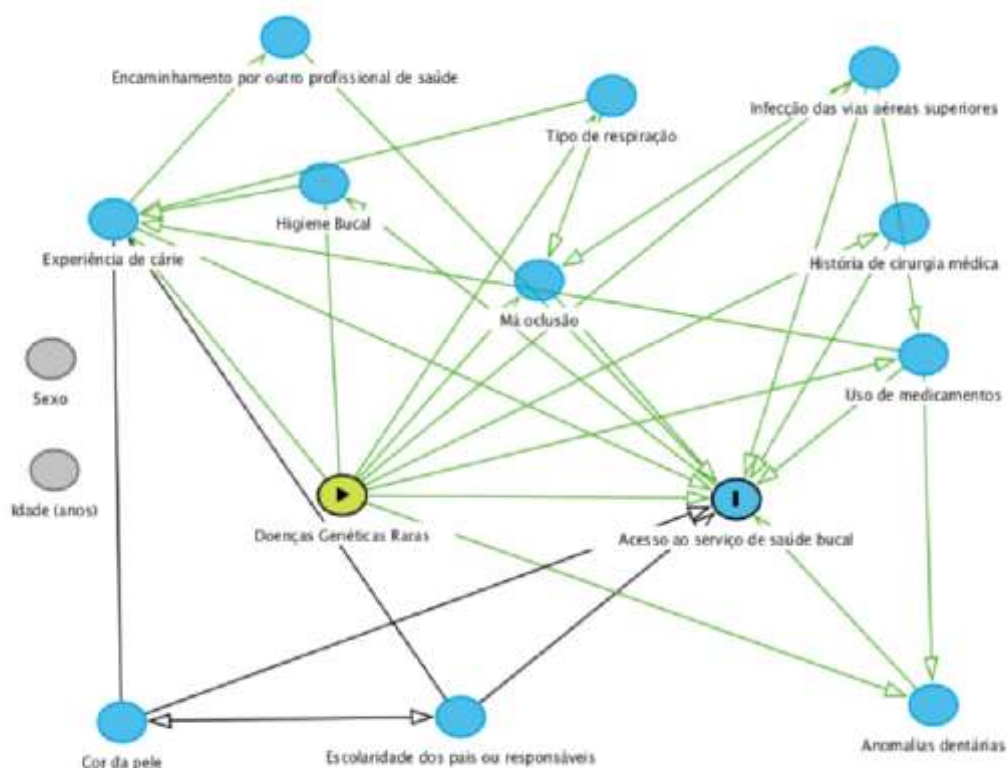 Encaminhamento por outro profissional de saúde
Infecção das vias aéreas superiores
Tipo de respiração
Higiene Bucal
Experiência de cárie
História de cirurgia médica
Má oclusão
Sexo
Uso de medicamentos
Idade (anos)
Doenças Genéticas Raras
Acesso ao serviço de saúde bucal
Cor da pele
Escolaridade dos pais ou responsáveis
Anomalias dentárias